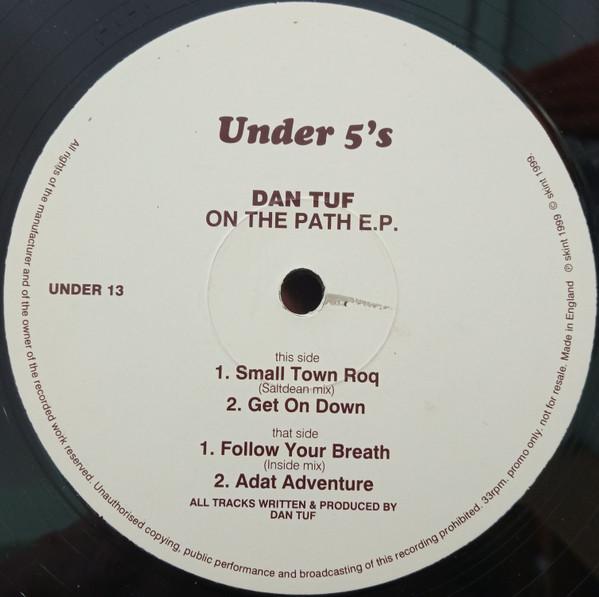 Under 5's
DAN TUF
ON THE PATH E.P.
UNDER 13
this side
1. Small Town Roq
(Saltdean mix)
2. Get On Down
that side
1. Follow Your Breath
(Inside mix)
2. Adat Adventure
ALL TRACKS WRITTEN & PRODUCED BY
DAN TUF
All rights of the manufacturer and of the owner of the recorded work reserved. Unauthorised copying, public performance and broadcasting of this recording prohibited. 33rpm. promo only. not for resale. Made in England ℗ skint 1999 © skint 1999.